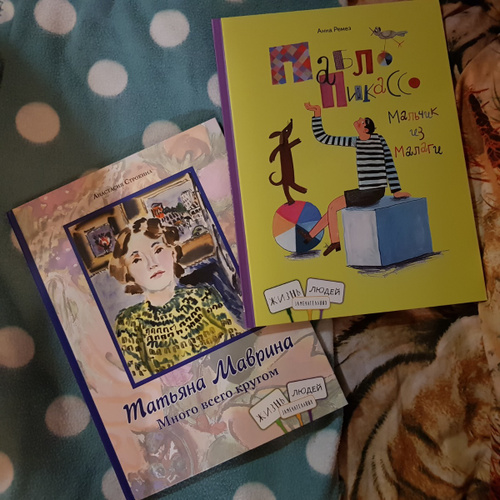 Анна Ремез
Пабло
Пикассо
Мальчик
из
Малаги
ЖИЗНЬ
ЛЮДЕЙ
ЗАМЕЧАТЕЛЬНЫХ
Анастасия Строкина
Татьяна Маврина
Много всего кругом
ЖИЗНЬ
ЛЮДЕЙ
ЗАМЕЧАТЕЛЬНЫХ